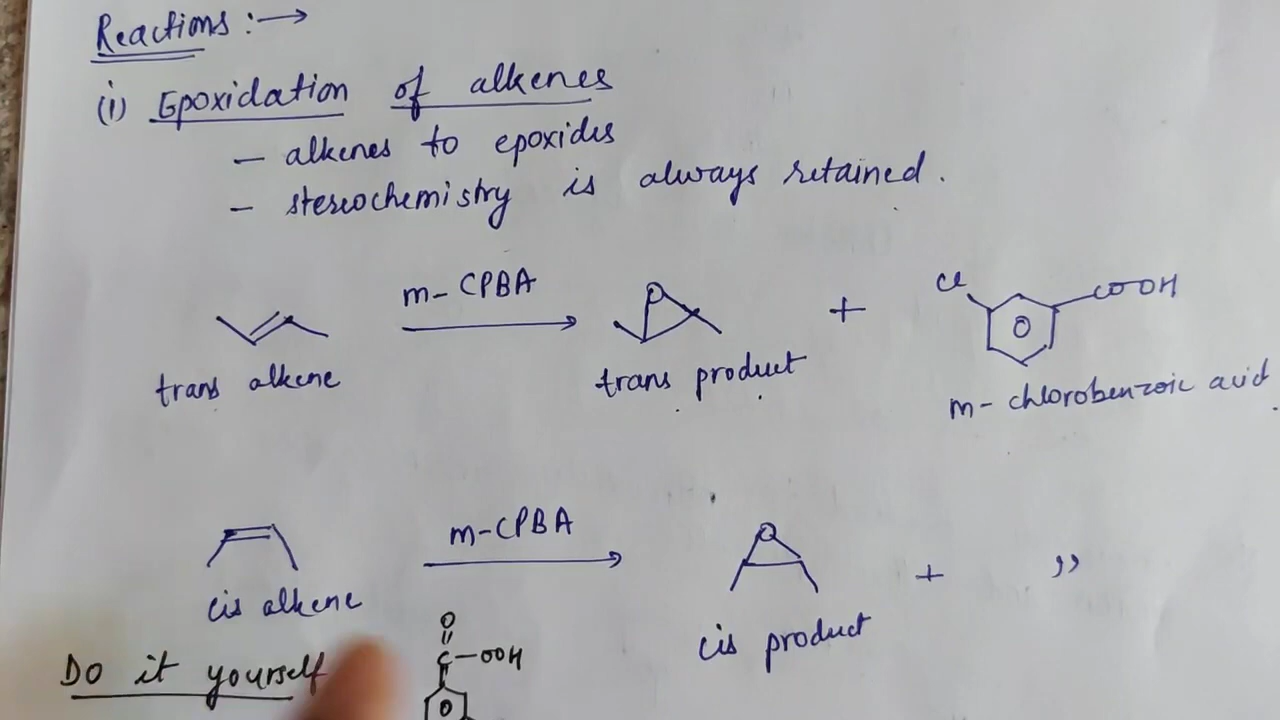 Reactions :→
(i) Epoxidation of alkenes
— alkenes to epoxides
— stereochemistry is always retained.
m- CPBA
O
+
Cl
COOH
trans alkene
trans product
m- chlorobenzoic acid
m-CPBA
O
+
,,
cis alkene
cis product
Do it yourself
O
C-OOH